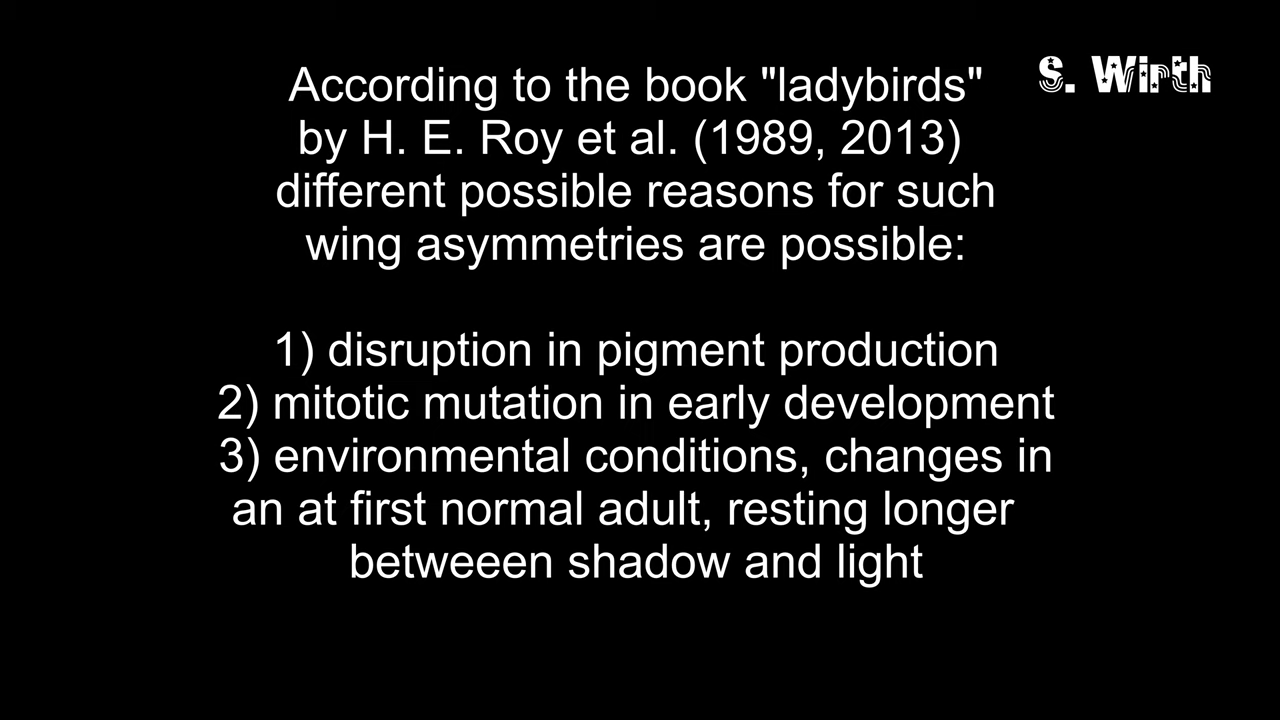 S. Wirth
According to the book "ladybirds"
by H. E. Roy et al. (1989, 2013)
different possible reasons for such
wing asymmetries are possible:
1) disruption in pigment production
2) mitotic mutation in early development
3) environmental conditions, changes in
an at first normal adult, resting longer
betweeen shadow and light